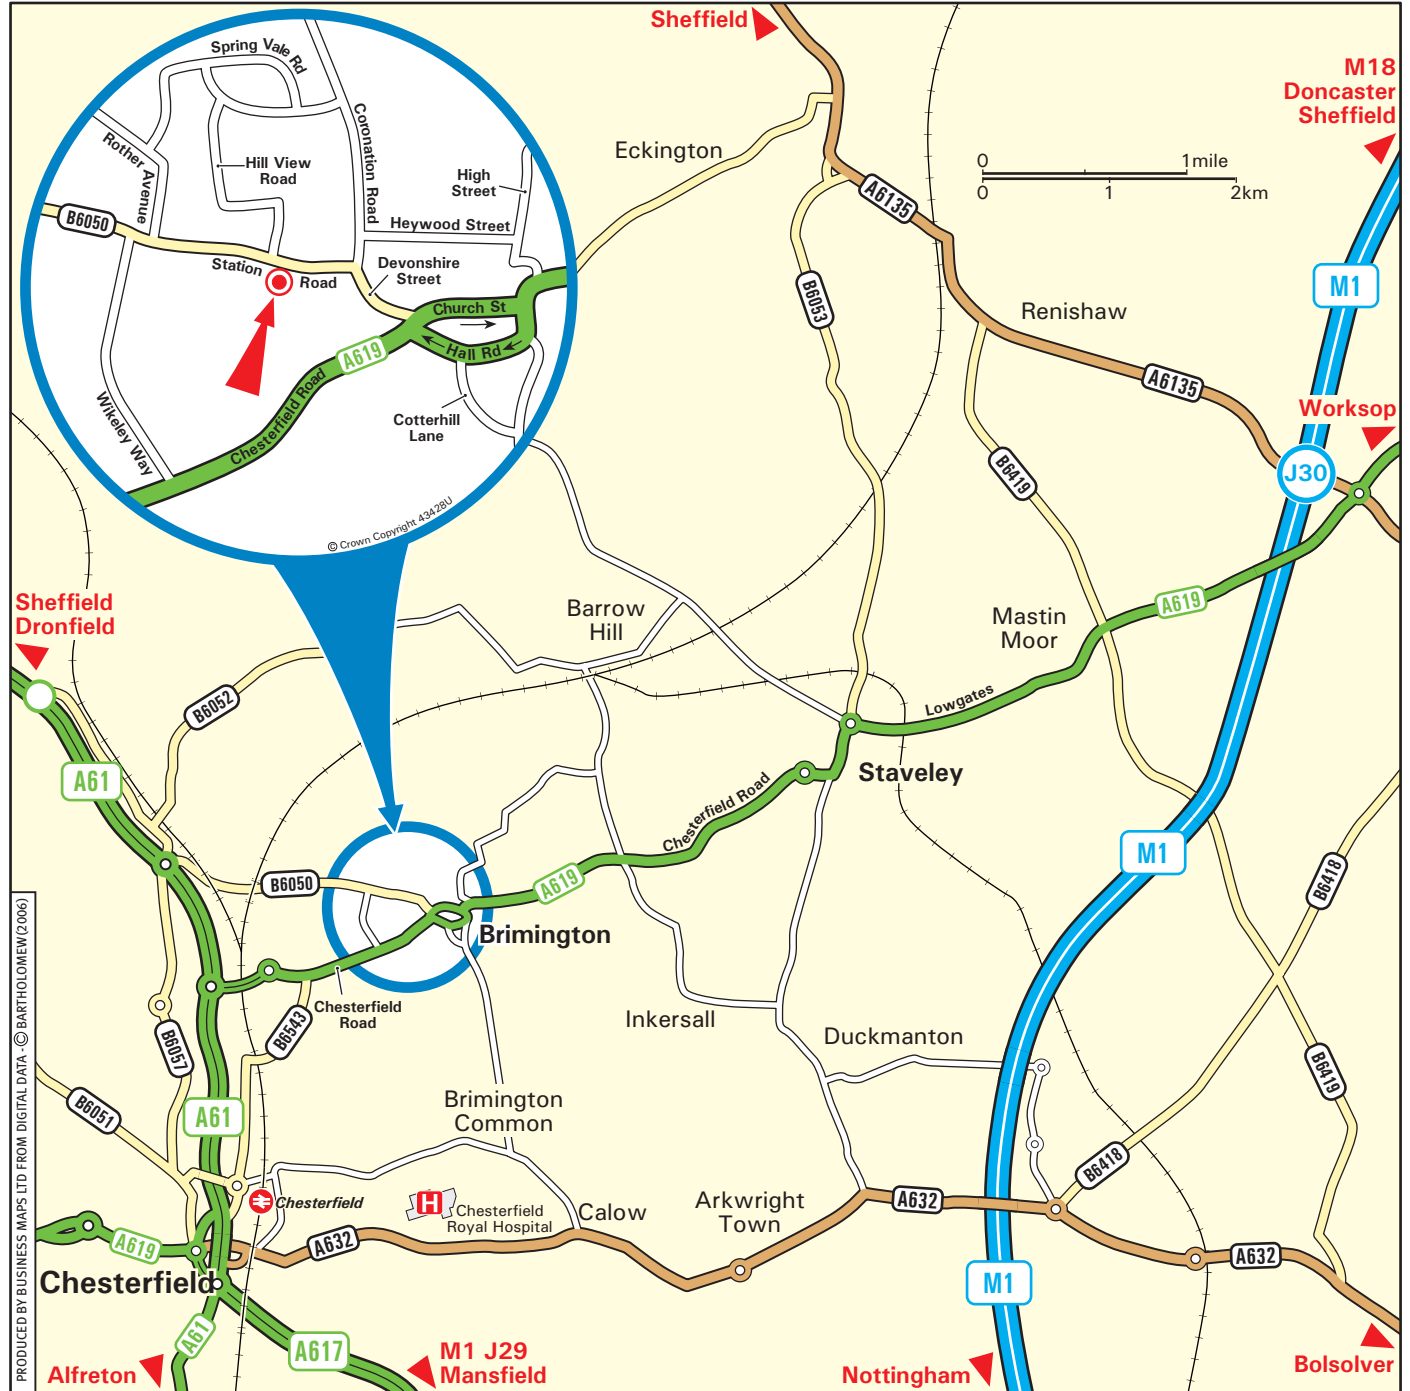 Sheffield
M18
Doncaster
Sheffield
Spring Vale Rd
Coronation Road
Rother
Avenue
Hill View
Road
High
Street
Heywood Street
B6050
Station
Road
Devonshire
Street
Church St
Hall Rd
A619
Chesterfield Road
Cotterhill
Lane
Wikeley Way
© Crown Copyright 43428U
Eckington
0
1mile
0
1
2km
A6135
B6053
M1
Renishaw
A6135
Worksop
J30
B6419
Sheffield
Dronfield
Barrow
Hill
Mastin
Moor
A619
B6052
Lowgates
A61
Staveley
Chesterfield Road
M1
B6418
B6050
A619
Brimington
Chesterfield
Road
B6543
Inkersall
Duckmanton
B6057
B6419
B6051
A61
Brimington
Common
B6418
Chesterfield
H
Chesterfield
Royal Hospital
Calow
Arkwright
Town
A632
A619
A632
A632
Chesterfield
M1
A61
A617
M1 J29
Mansfield
Alfreton
Nottingham
Bolsolver
PRODUCED BY BUSINESS MAPS LTD FROM DIGITAL DATA - © BARTHOLOMEW (2006)